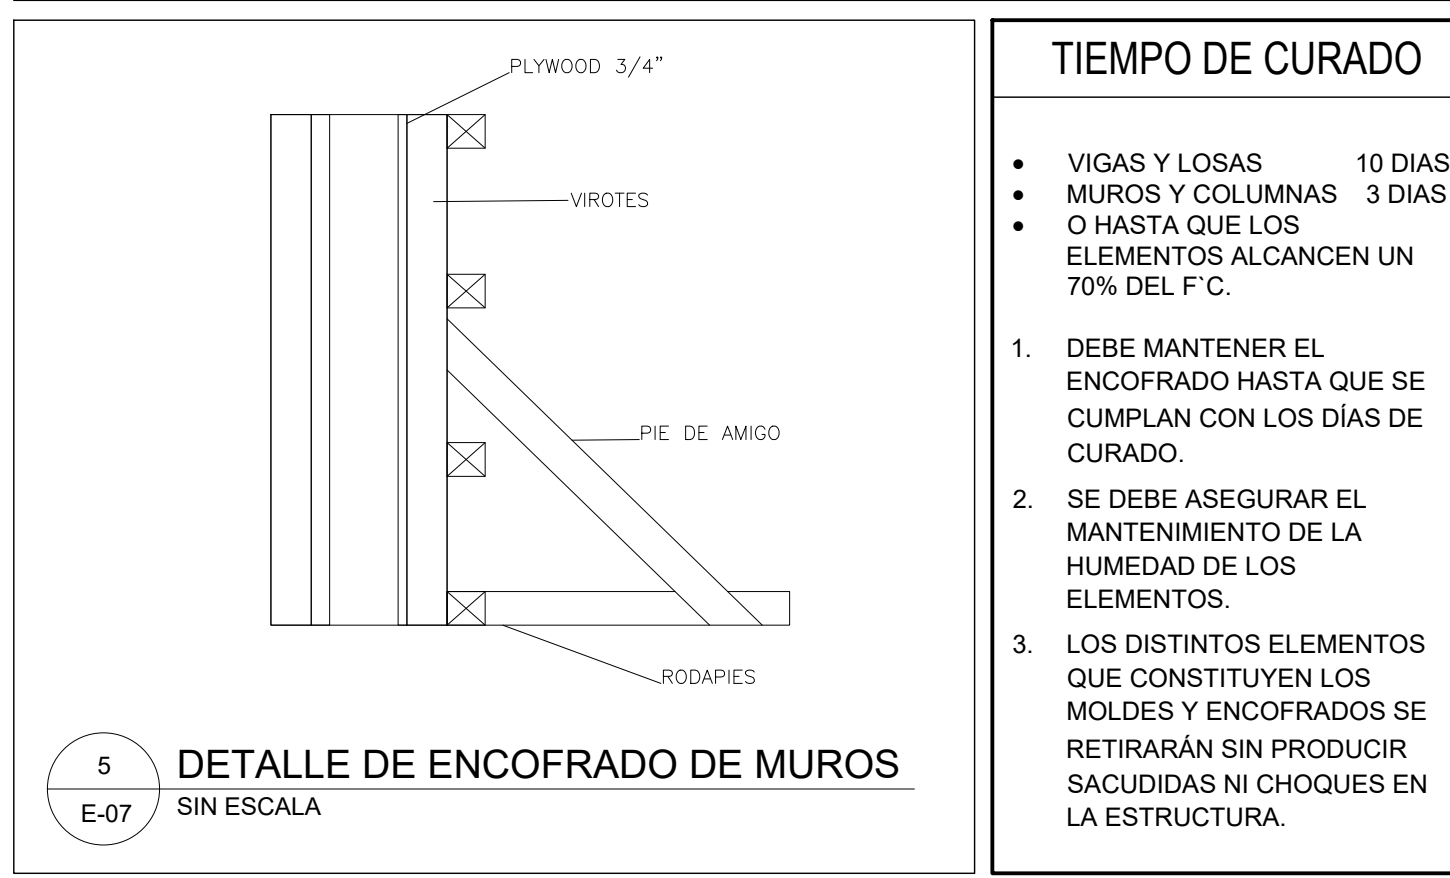 PLYWOOD 3/4"
VIROTES
PIE DE AMIGO
RODAPIES
5
E-07
DETALLE DE ENCOFRADO DE MUROS
SIN ESCALA
TIEMPO DE CURADO
• VIGAS Y LOSAS 10 DIAS
• MUROS Y COLUMNAS 3 DIAS
• O HASTA QUE LOS
ELEMENTOS ALCANCEN UN
70% DEL F`C.
1. DEBE MANTENER EL
ENCOFRADO HASTA QUE SE
CUMPLAN CON LOS DÍAS DE
CURADO.
2. SE DEBE ASEGURAR EL
MANTENIMIENTO DE LA
HUMEDAD DE LOS
ELEMENTOS.
3. LOS DISTINTOS ELEMENTOS
QUE CONSTITUYEN LOS
MOLDES Y ENCOFRADOS SE
RETIRARÁN SIN PRODUCIR
SACUDIDAS NI CHOQUES EN
LA ESTRUCTURA.